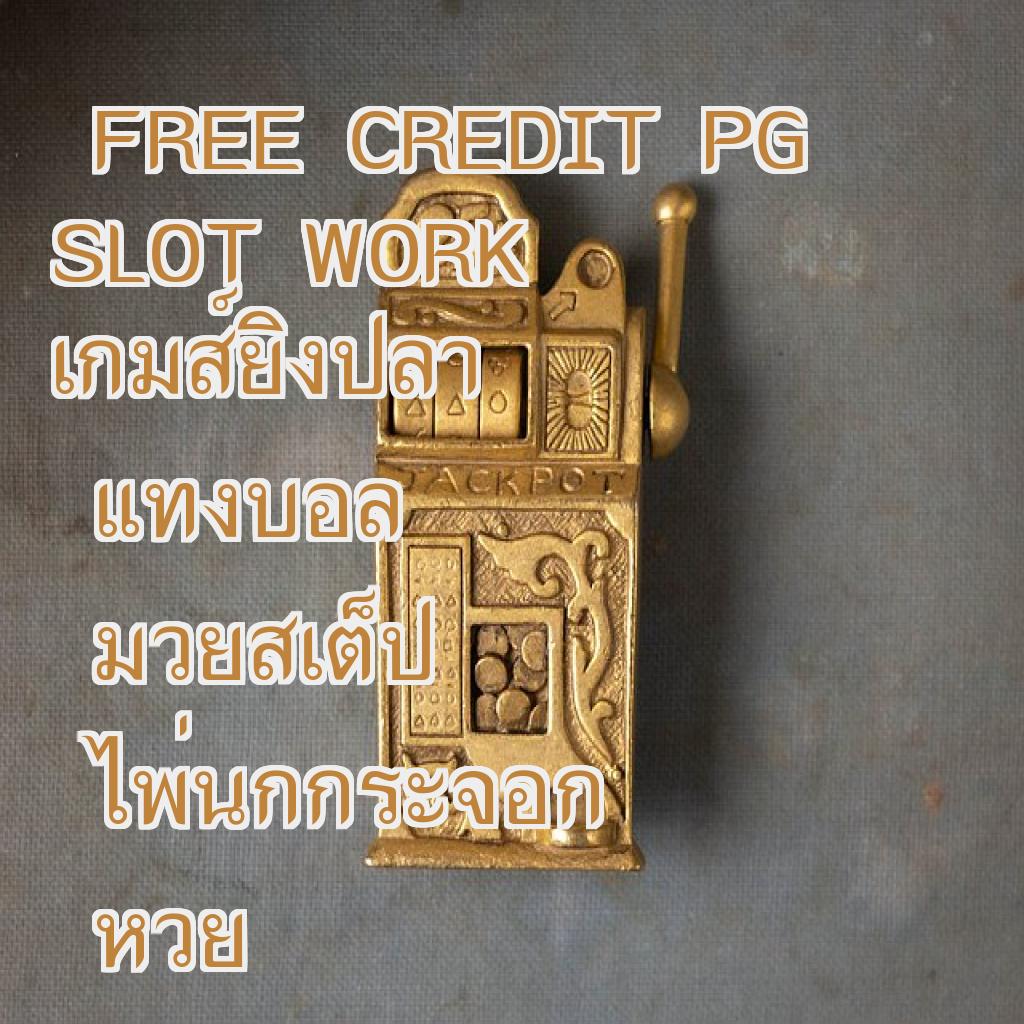 FREE CREDIT PG
SLOT WORK
เกมส์ยิงปลา
JACKPOT
แทงบอล
มวยสเต็ป
ไพ่นกกระจอก
หวย